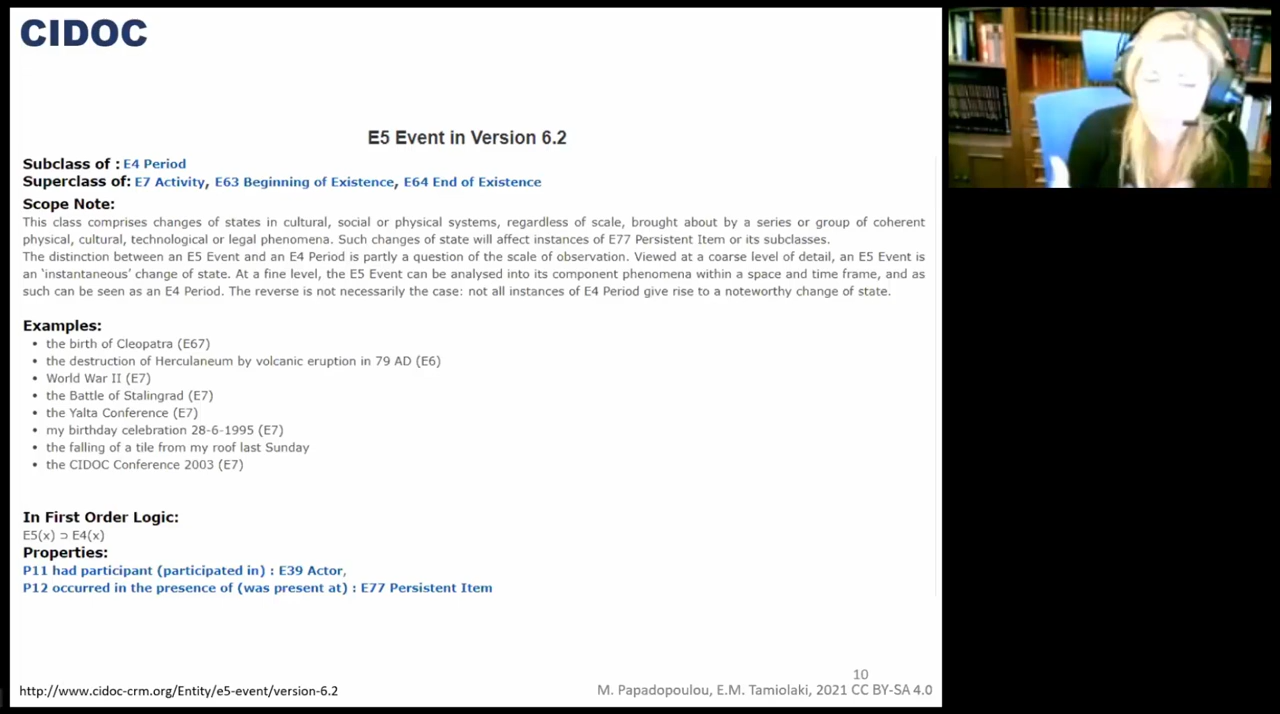 CIDOC
E5 Event in Version 6.2
Subclass of : E4 Period
Superclass of: E7 Activity, E63 Beginning of Existence, E64 End of Existence
Scope Note:
This class comprises changes of states in cultural, social or physical systems, regardless of scale, brought about by a series or group of coherent
physical, cultural, technological or legal phenomena. Such changes of state will affect instances of E77 Persistent Item or its subclasses.
The distinction between an E5 Event and an E4 Period is partly a question of the scale of observation. Viewed at a coarse level of detail, an E5 Event is
an ‘instantaneous’ change of state. At a fine level, the E5 Event can be analysed into its component phenomena within a space and time frame, and as
such can be seen as an E4 Period. The reverse is not necessarily the case: not all instances of E4 Period give rise to a noteworthy change of state.
Examples:
• the birth of Cleopatra (E67)
• the destruction of Herculaneum by volcanic eruption in 79 AD (E6)
• World War II (E7)
• the Battle of Stalingrad (E7)
• the Yalta Conference (E7)
• my birthday celebration 28-6-1995 (E7)
• the falling of a tile from my roof last Sunday
• the CIDOC Conference 2003 (E7)
In First Order Logic:
E5(x) ⊃ E4(x)
Properties:
P11 had participant (participated in) : E39 Actor,
P12 occurred in the presence of (was present at) : E77 Persistent Item
10
http://www.cidoc-crm.org/Entity/e5-event/version-6.2
M. Papadopoulou, E.M. Tamiolaki, 2021 CC BY-SA 4.0